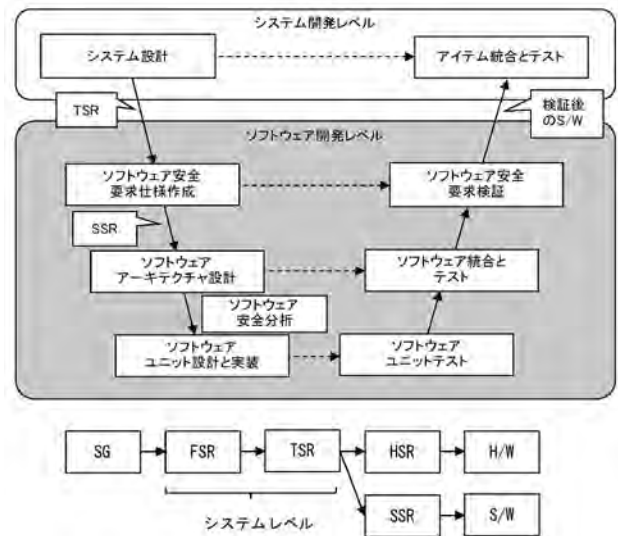 システム開発レベル
システム設計
アイテム統合とテスト
TSR
検証後
のS/W
ソフトウェア開発レベル
ソフトウェア安全
要求仕様作成
ソフトウェア安全
要求検証
SSR
ソフトウェア
アーキテクチャ設計
ソフトウェア統合と
テスト
ソフトウェア
安全分析
ソフトウェア
ユニット設計と実装
ソフトウェア
ユニットテスト
SG
FSR
TSR
HSR
H/W
システムレベル
SSR
S/W